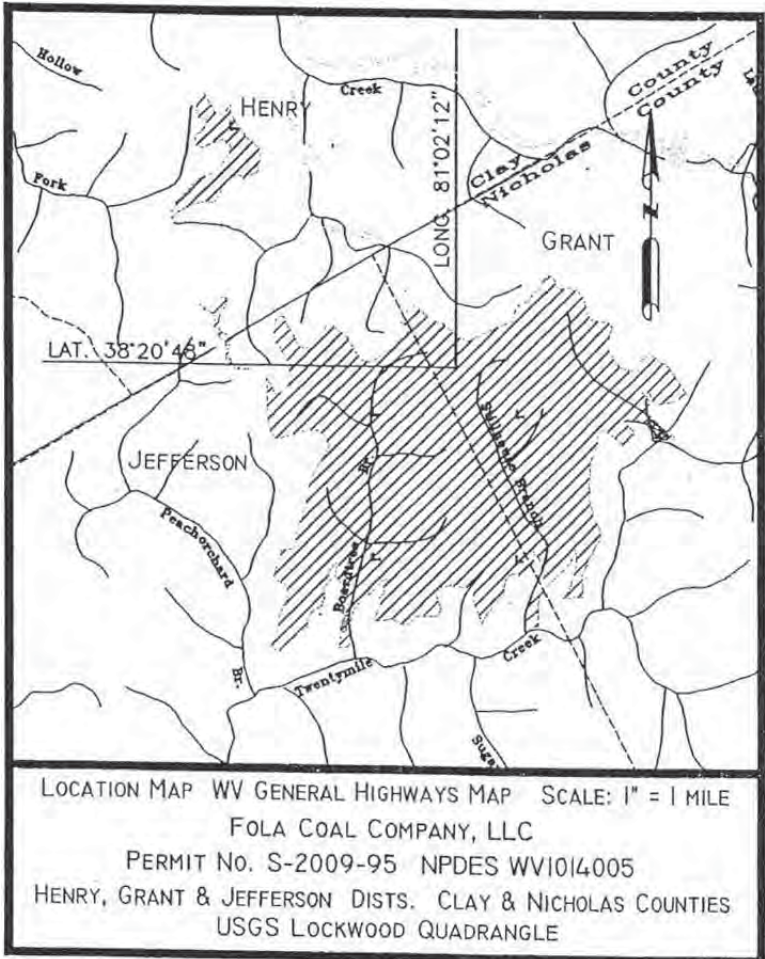 Hollow
HENRY
Creek
County
County
LONG. 81°02'12"
Clay
Nicholas
Fork
N
GRANT
LAT. 38°20'48"
JEFFERSON
Br.
Branch
Peachorchard
Boardtree
Br.
Twentymile
Creek
LOCATION MAP WV GENERAL HIGHWAYS MAP SCALE: 1" = 1 MILE
FOLA COAL COMPANY, LLC
PERMIT NO. S-2009-95 NPDES WV1014005
HENRY, GRANT & JEFFERSON DISTS. CLAY & NICHOLAS COUNTIES
USGS LOCKWOOD QUADRANGLE